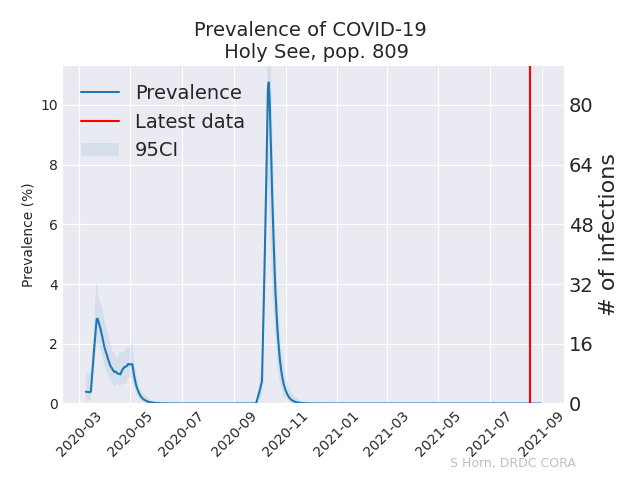 Prevalence of COVID-19
Holy See, pop. 809
Prevalence
Latest data
95CI
Prevalence (%)
10
8
6
4
2
0
80
64
48
32
16
0
# of infections
2020-03
2020-05
2020-07
2020-09
2020-11
2021-01
2021-03
2021-05
2021-07
2021-09
S Horn, DRDC CORA